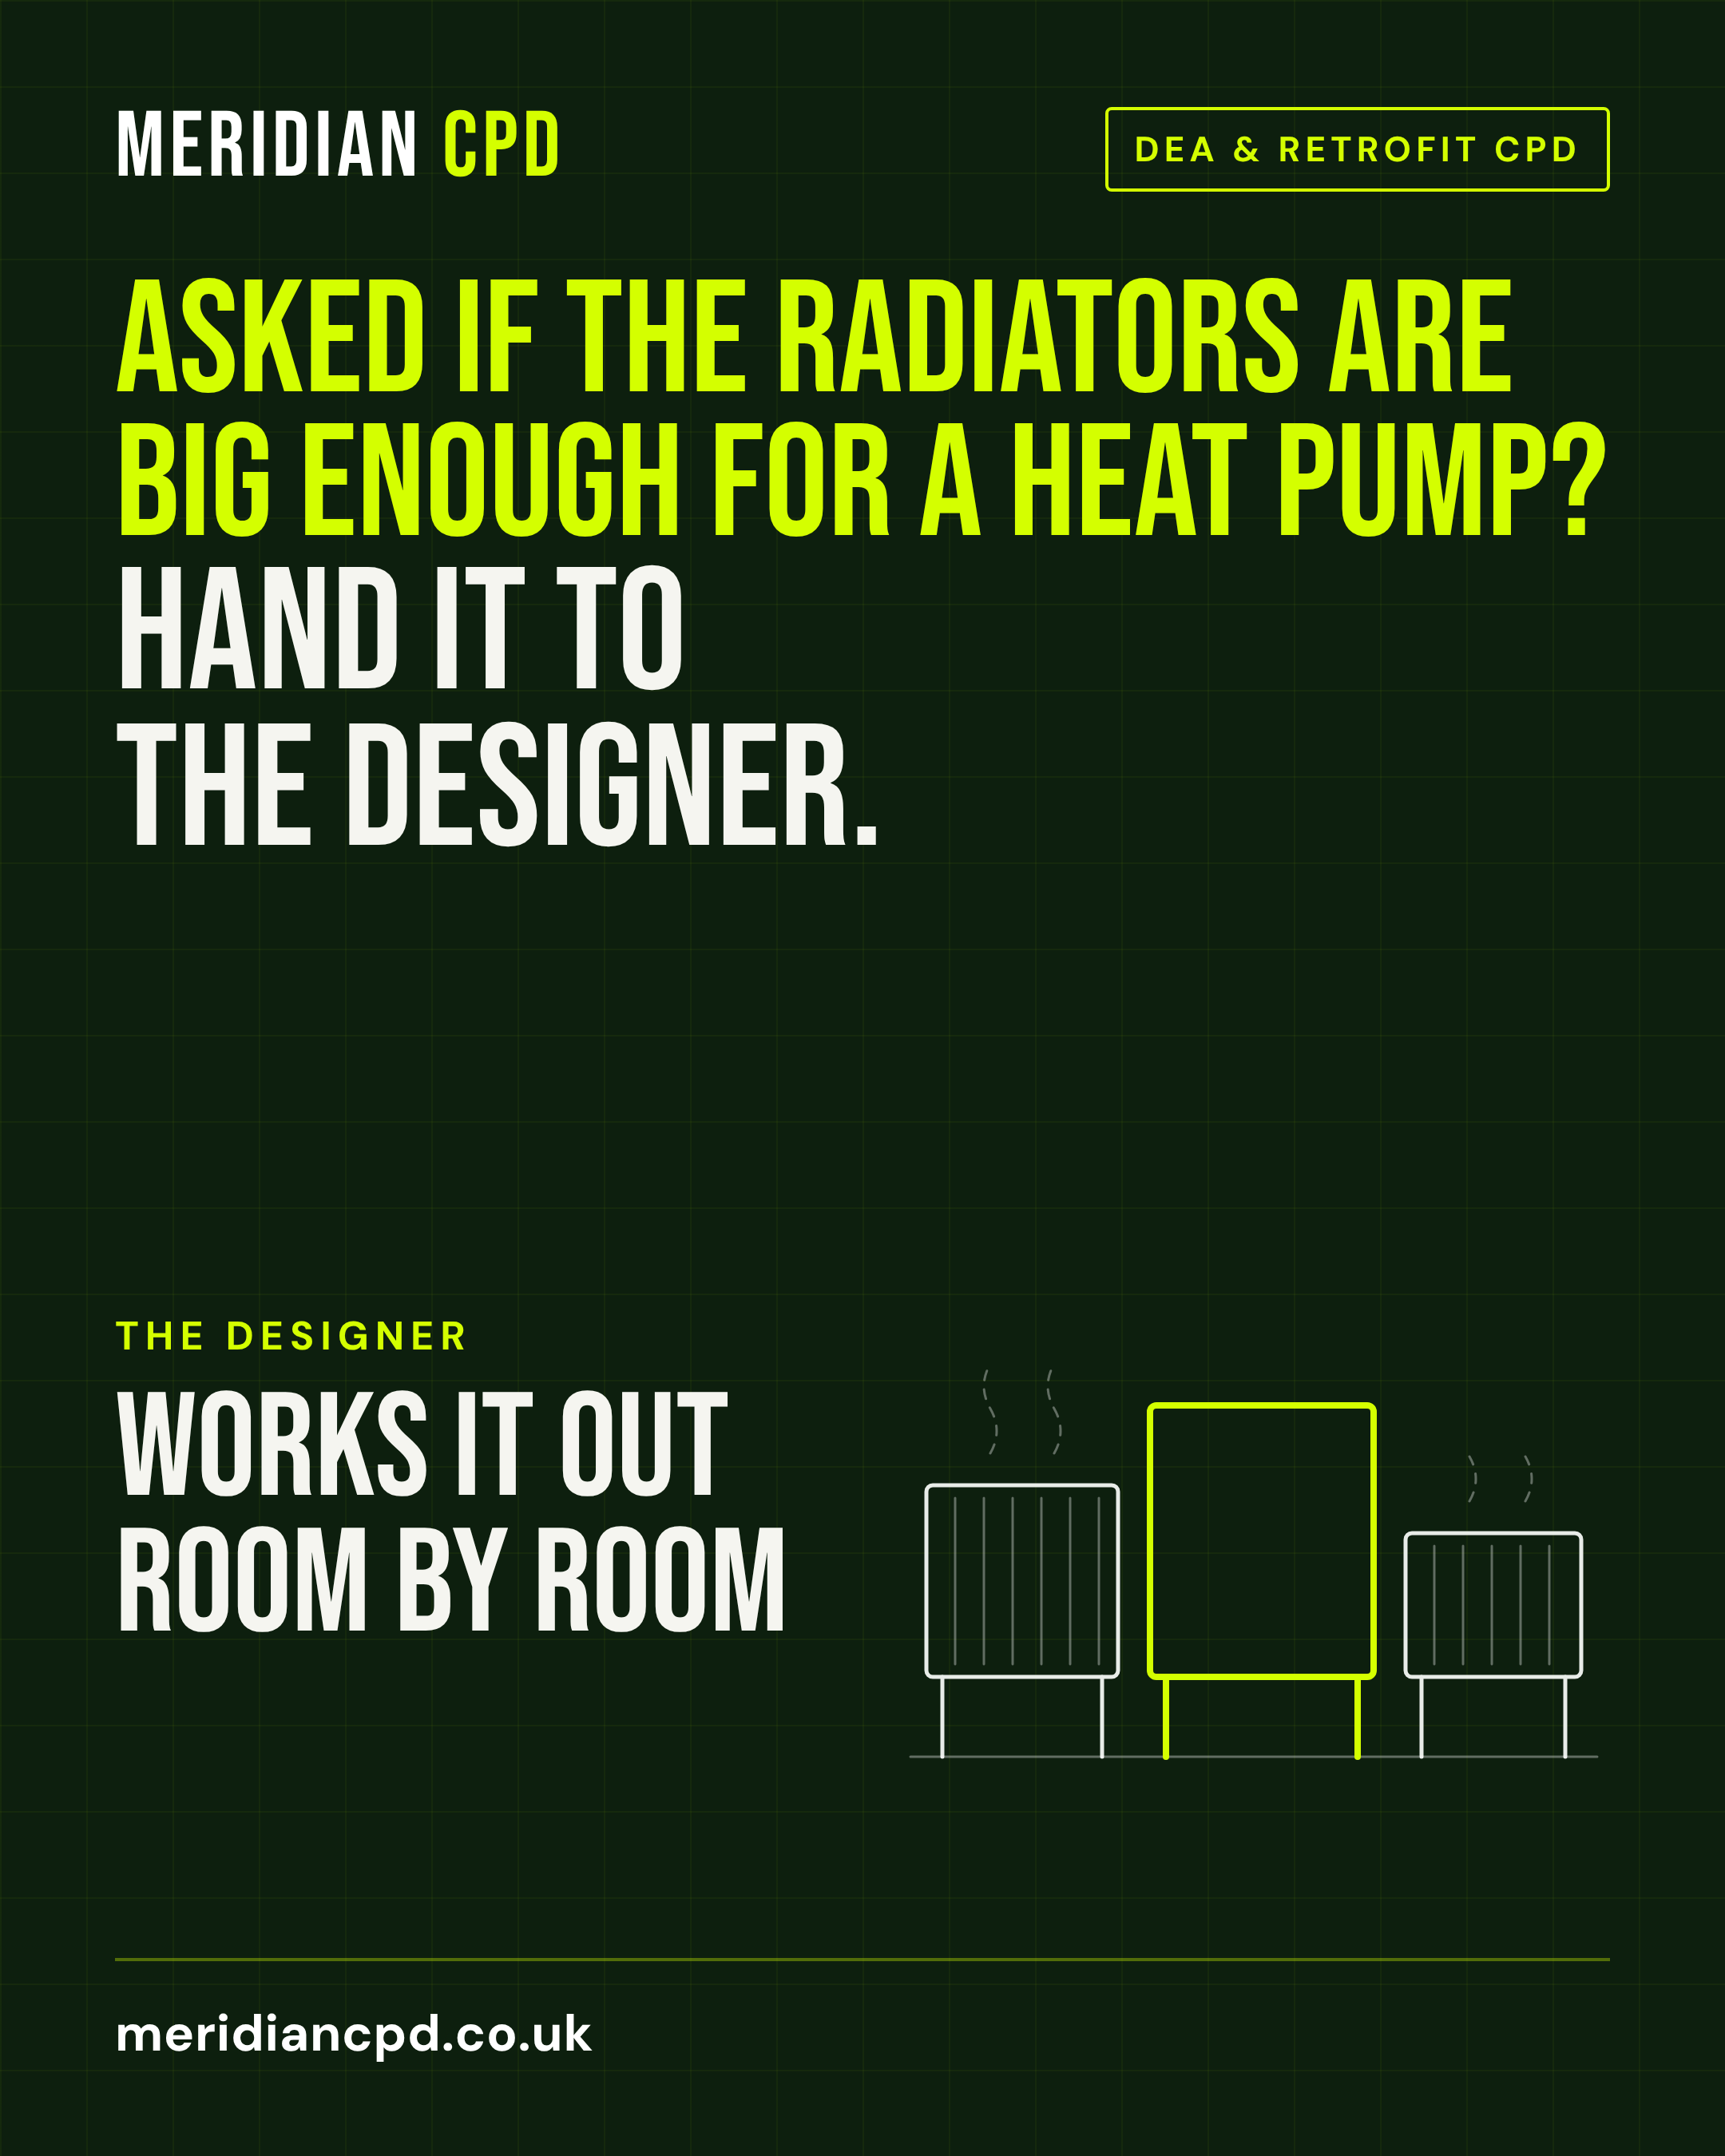 MERIDIAN CPD
DEA & RETROFIT CPD
ASKED IF THE RADIATORS ARE
BIG ENOUGH FOR A HEAT PUMP?
HAND IT TO
THE DESIGNER.
THE DESIGNER
WORKS IT OUT
ROOM BY ROOM
meridiancpd.co.uk